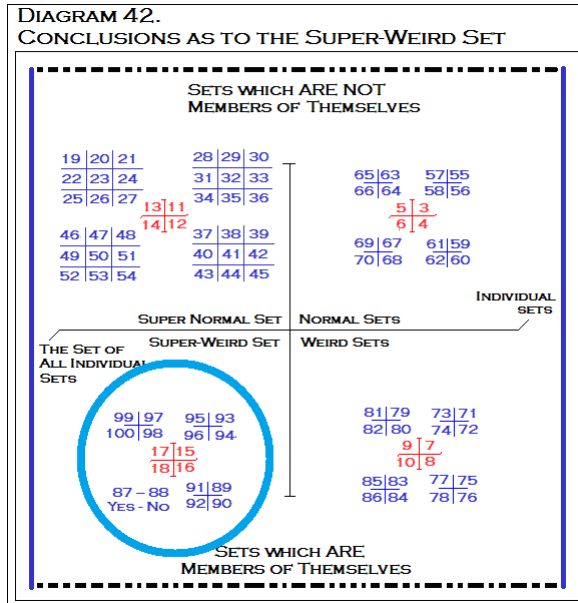 Diagram 42.
Conclusions as to the Super-Weird Set
Sets which ARE NOT
Members of Themselves
19 20 21
22 23 24
25 26 27
28 29 30
31 32 33
34 35 36
13 11
14 12
46 47 48
49 50 51
52 53 54
37 38 39
40 41 42
43 44 45
65 63
66 64
57 55
58 56
5 3
6 4
69 67
70 68
61 59
62 60
Individual
sets
Super Normal Set
Normal Sets
Super-Weird Set
Weird Sets
The Set of
All Individual
Sets
99 97
100 98
95 93
96 94
17 15
18 16
87 - 88
Yes - No
91 89
92 90
81 79
82 80
73 71
74 72
9 7
10 8
85 83
86 84
77 75
78 76
Sets which ARE
Members of Themselves